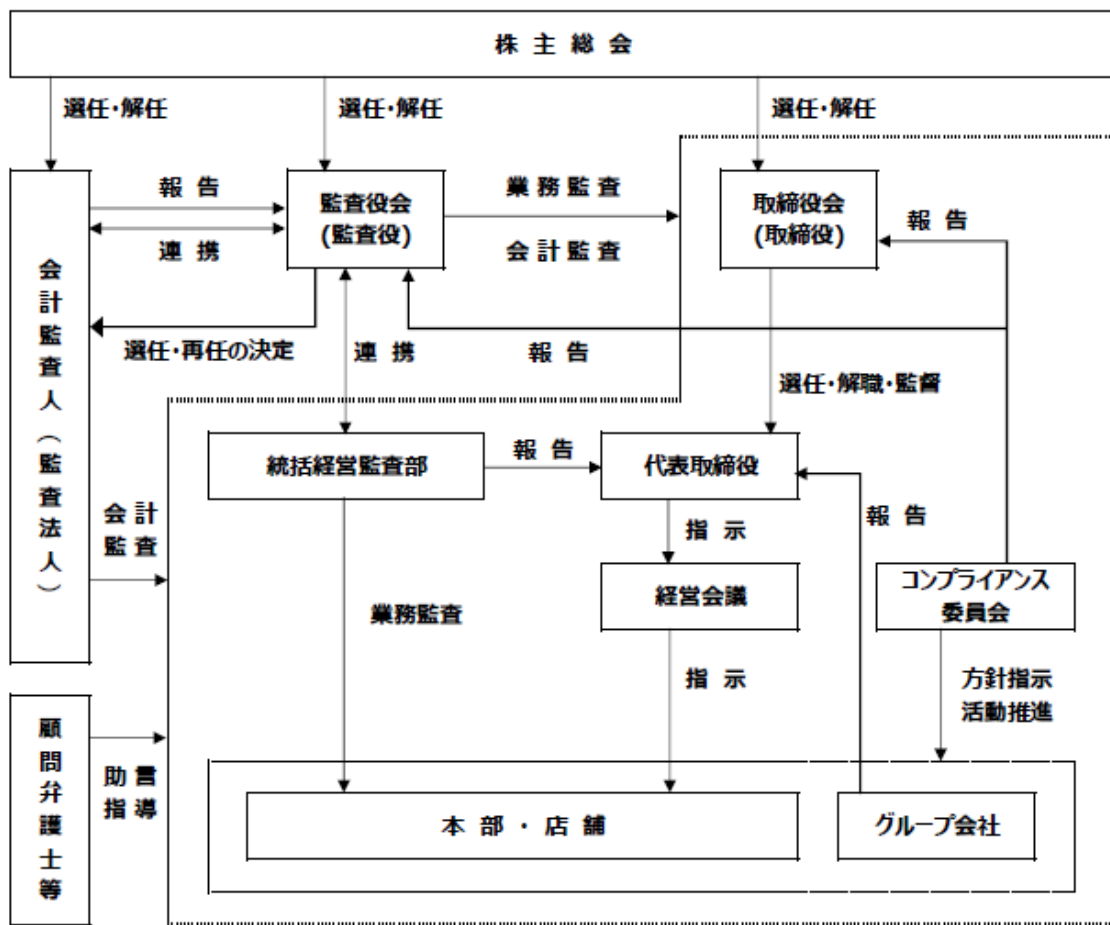 株主総会
選任・解任
選任・解任
選任・解任
報告
連携
監査役会
(監査役)
業務監査
会計監査
取締役会
(取締役)
報告
会計監査人(監査法人)
選任・再任の決定
連携
報告
選任・解職・監督
統括経営監査部
報告
代表取締役
会計
監査
指示
報告
業務監査
経営会議
コンプライアンス
委員会
指示
方針指示
活動推進
顧問弁護士等
助言
指導
本部・店舗
グループ会社